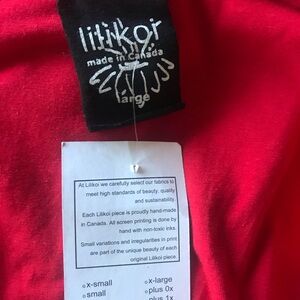 lilikoi
made in Canada
large
At Lilikoi we carefully select our fabrics to
meet high standards of beauty, quality
and sustainability.
Each Lilikoi piece is proudly hand-made
in Canada. All screen printing is done by
hand with non-toxic inks.
Small variations and irregularities in print
are part of the unique beauty of each
original Lilikoi piece.
x-small
small
x-large
plus 0x
plus 1x